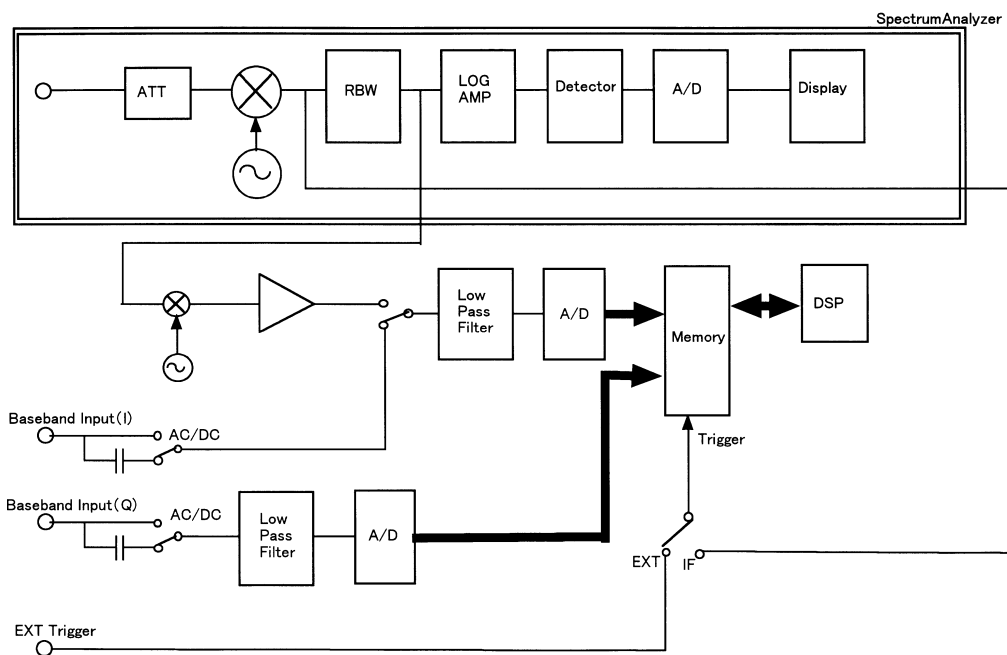 SpectrumAnalyzer
ATT
RBW
LOG
AMP
Detector
A/D
Display
Low
Pass
Filter
A/D
Memory
DSP
Baseband Input(I)
AC/DC
Trigger
Baseband Input(Q)
AC/DC
Low
Pass
Filter
A/D
EXT
IF
EXT Trigger